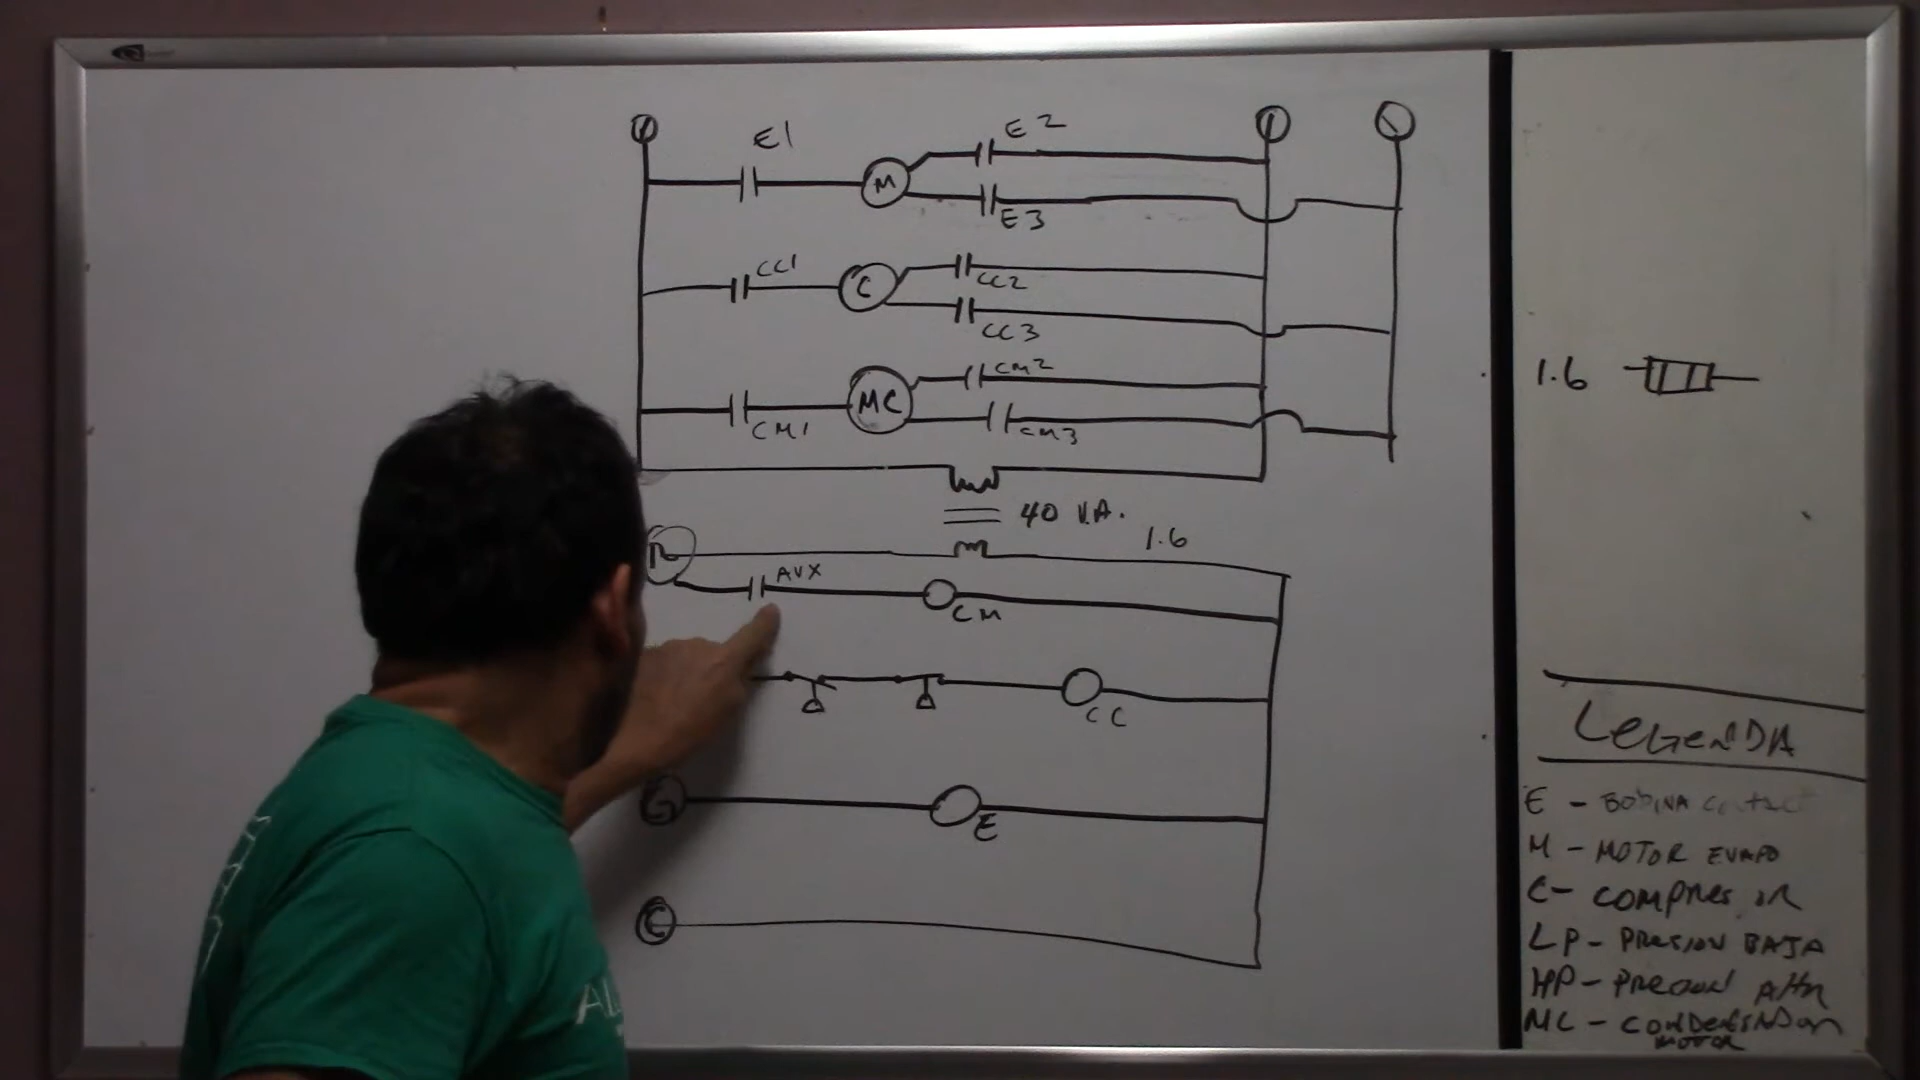 E1
E2
M
E3
CC1
C
CC2
CC3
CM2
MC
CM1
CM3
40 V.A.
1.6
R
AUX
CM
CC
G
E
C
1.6
LEGENDA
E - BOBINA Contact
M - MOTOR EVAPO
C - COMPRESOR
LP - PRESION BAJA
HP - PRESION Alta
MC - CONDENSADOR
MOTOR